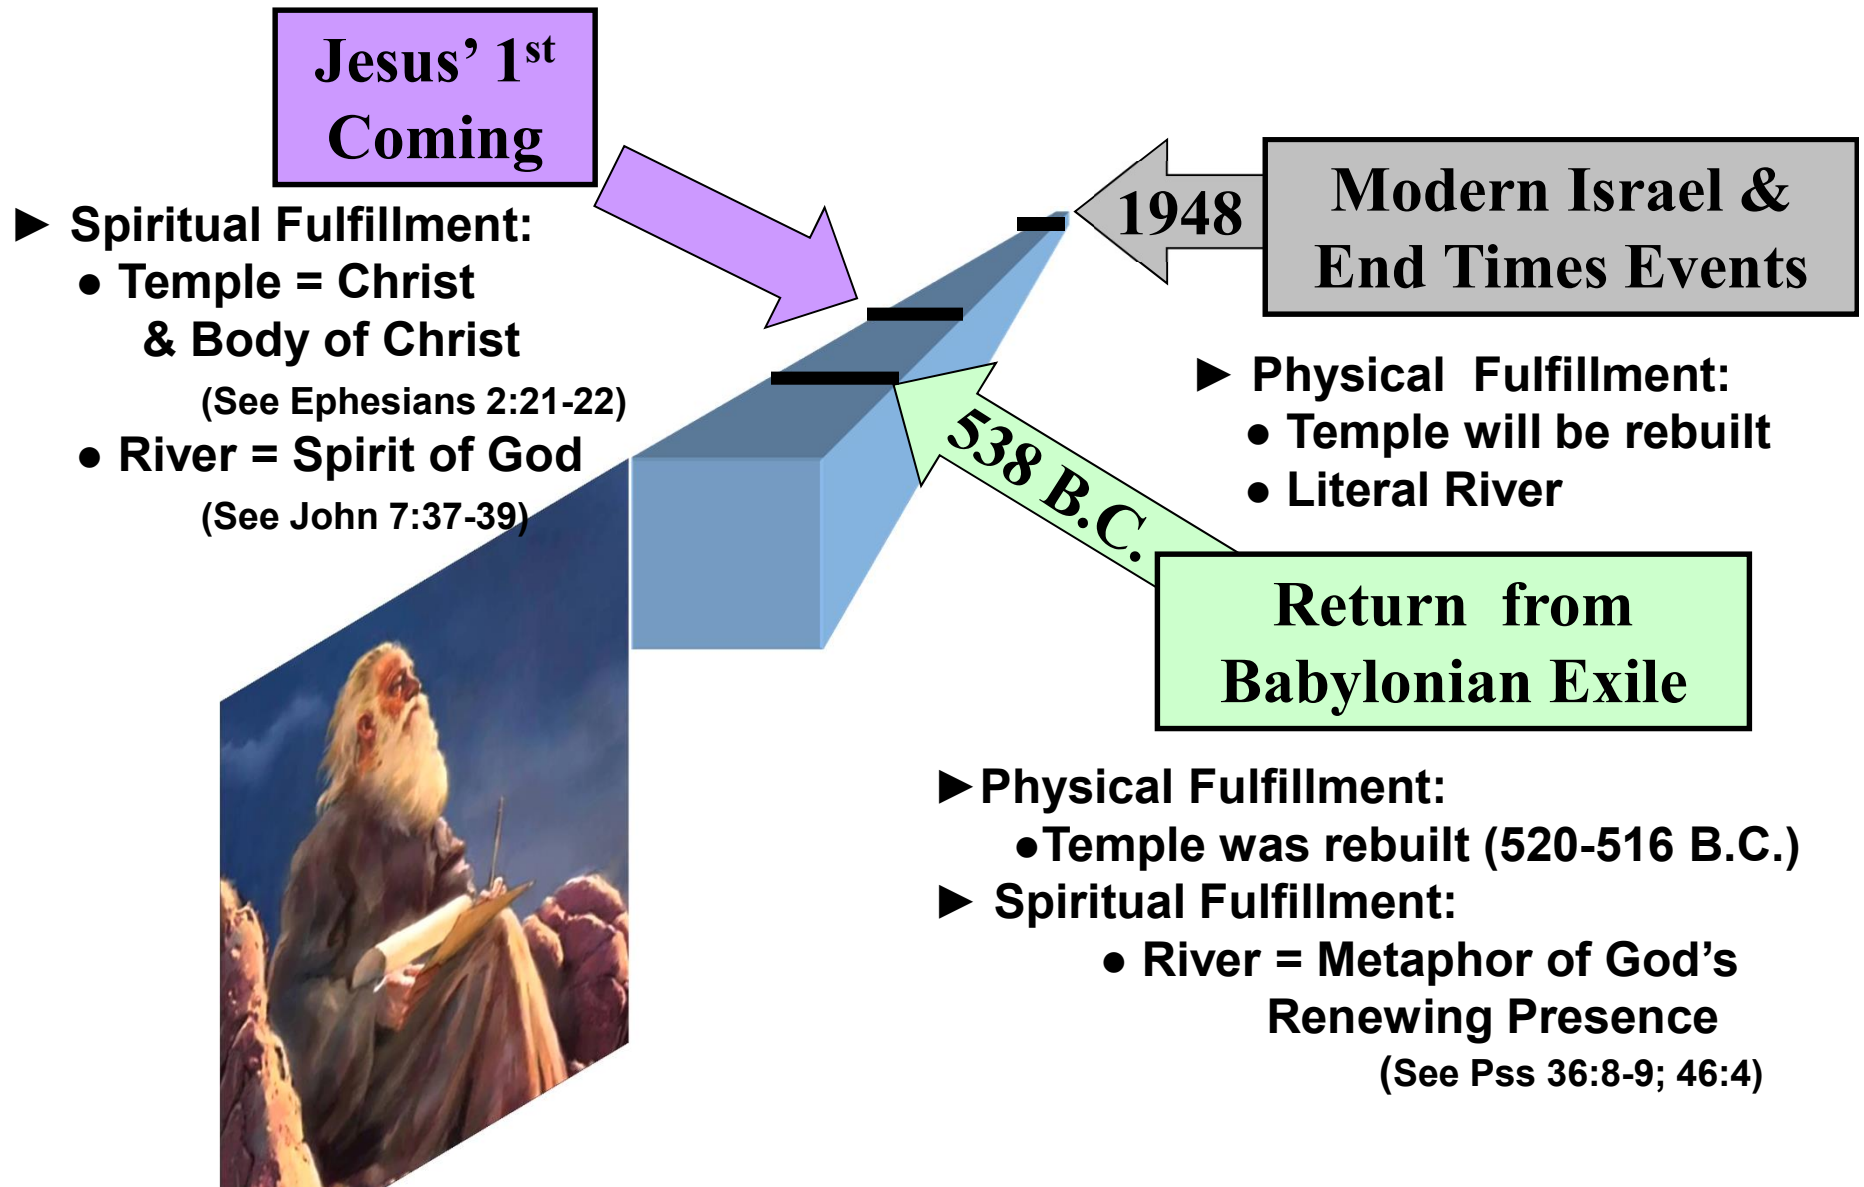 Jesus’ 1st
Coming
► Spiritual Fulfillment:
● Temple = Christ
& Body of Christ
(See Ephesians 2:21-22)
● River = Spirit of God
(See John 7:37-39)
1948
Modern Israel &
End Times Events
► Physical Fulfillment:
● Temple will be rebuilt
● Literal River
538 B.C.
Return from
Babylonian Exile
►Physical Fulfillment:
●Temple was rebuilt (520-516 B.C.)
► Spiritual Fulfillment:
● River = Metaphor of God’s
Renewing Presence
(See Pss 36:8-9; 46:4)